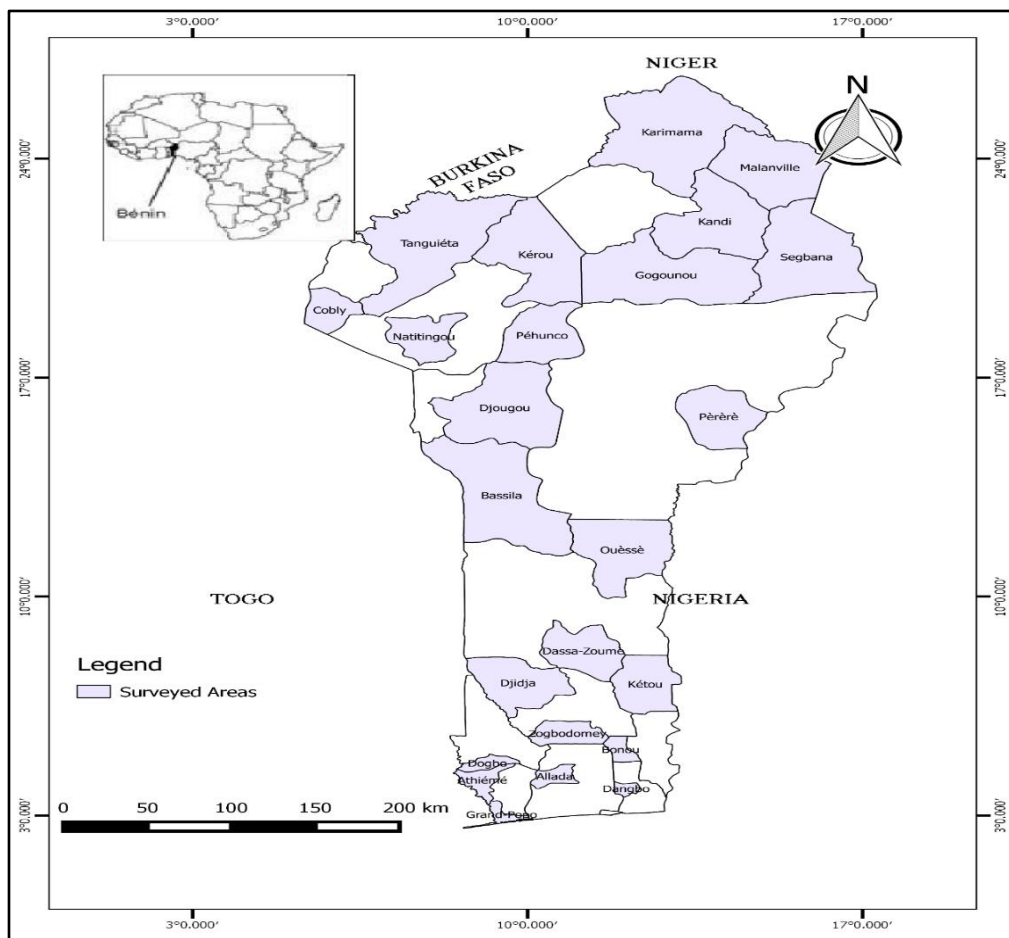 3°0.000′ 10°0.000′ 17°0.000′
NIGER
N
Karimama
24°0.000′ 24°0.000′
BURKINA
FASO
Malanville
Bénin
Kandi
Tanguiéta
Kérou
Segbana
Gogounou
Cobly
Natitingou
Péhunco
17°0.000′ 17°0.000′
Djougou
Pèrèrè
Bassila
Ouèssè
10°0.000′ 10°0.000′
TOGO
NIGERIA
Dassa-Zoumè
Legend
Surveyed Areas
Djidja
Kétou
Zogbodomey
Bonou
Dogbo
Athiémé
Allada
Dangbo
0 50 100 150 200 km
Grand-Popo
3°0.000′ 3°0.000′
3°0.000′ 10°0.000′ 17°0.000′